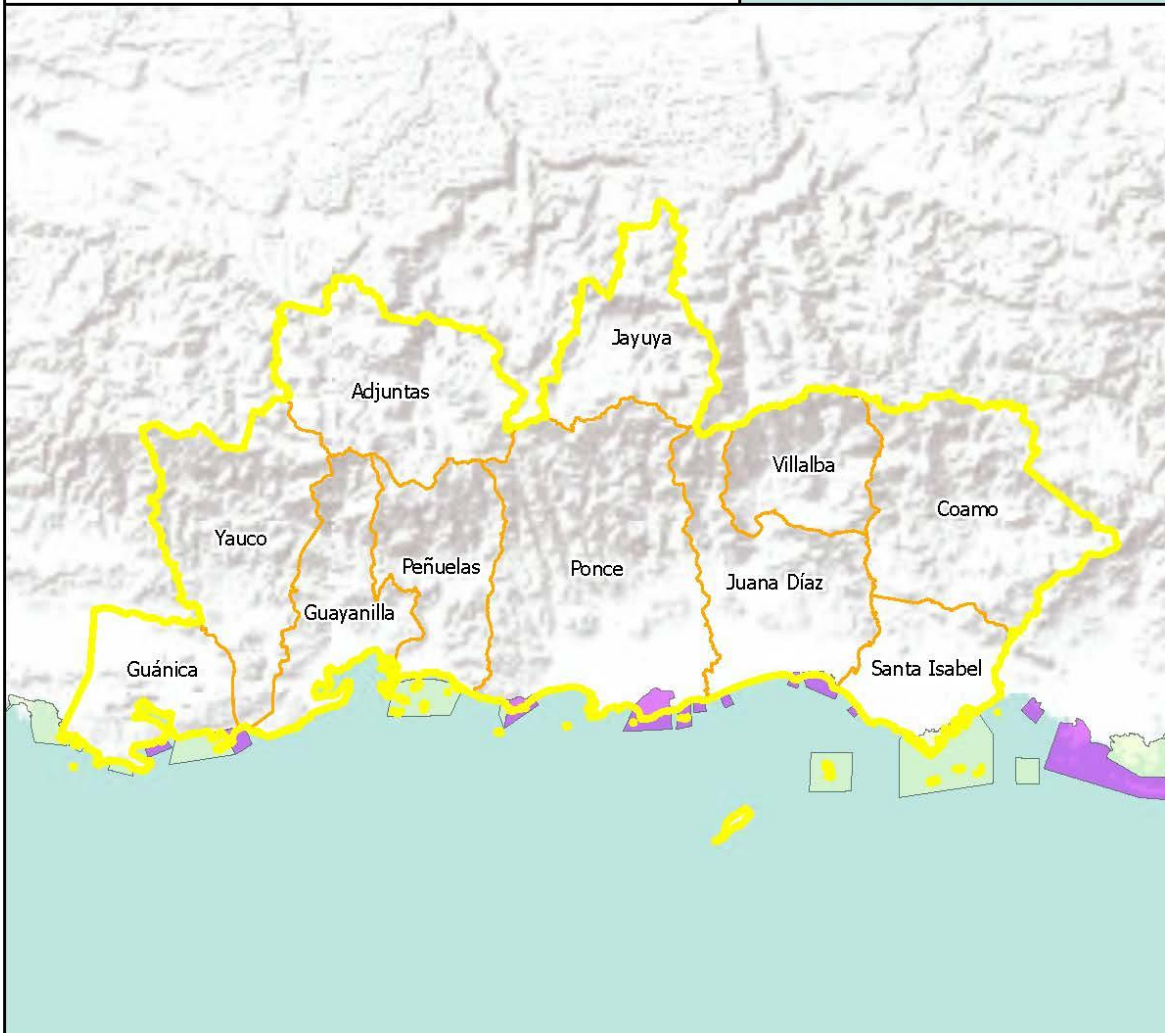 Jayuya
Adjuntas
Villalba
Coamo
Yauco
Peñuelas
Ponce
Juana Díaz
Guayanilla
Guánica
Santa Isabel